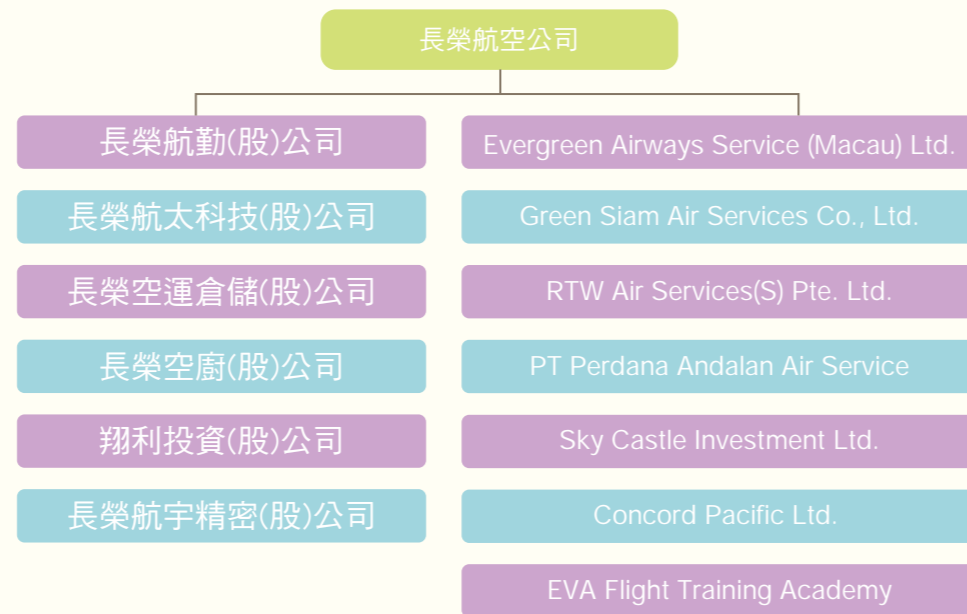 長榮航空公司
長榮航勤(股)公司
長榮航太科技(股)公司
長榮空運倉儲(股)公司
長榮空廚(股)公司
翔利投資(股)公司
長榮航宇精密(股)公司
Evergreen Airways Service (Macau) Ltd.
Green Siam Air Services Co., Ltd.
RTW Air Services(S) Pte. Ltd.
PT Perdana Andalan Air Service
Sky Castle Investment Ltd.
Concord Pacific Ltd.
EVA Flight Training Academy